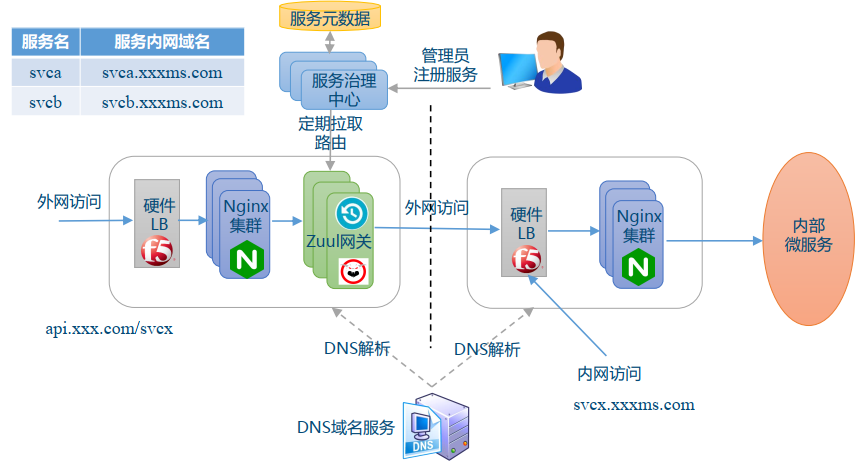 服务元数据
服务名 服务内网域名
svca svca.xxxms.com
svcb svcb.xxxms.com
服务治理
中心
管理员
注册服务
定期拉取
路由
外网访问
硬件
LB
f5
Nginx
集群
N
Zuul网关
外网访问
硬件
LB
f5
Nginx
集群
N
内部
微服务
api.xxx.com/svcx
DNS解析
DNS解析
内网访问
svcx.xxxms.com
DNS域名服务
DNS